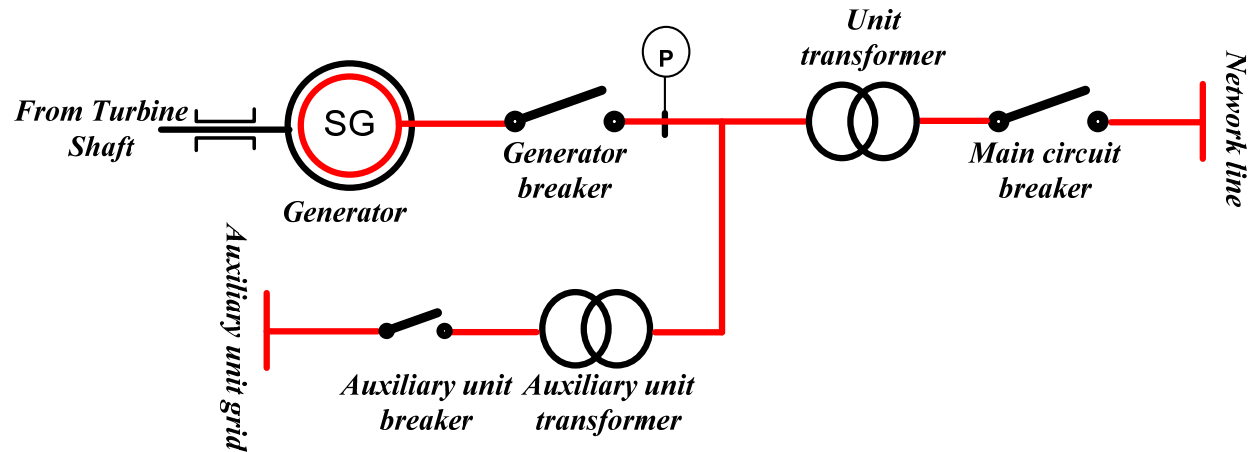 Unit
transformer
P
From Turbine
Shaft
SG
Generator
Generator
breaker
Main circuit
breaker
Network line
Auxiliary unit grid
Auxiliary unit
breaker
Auxiliary unit
transformer